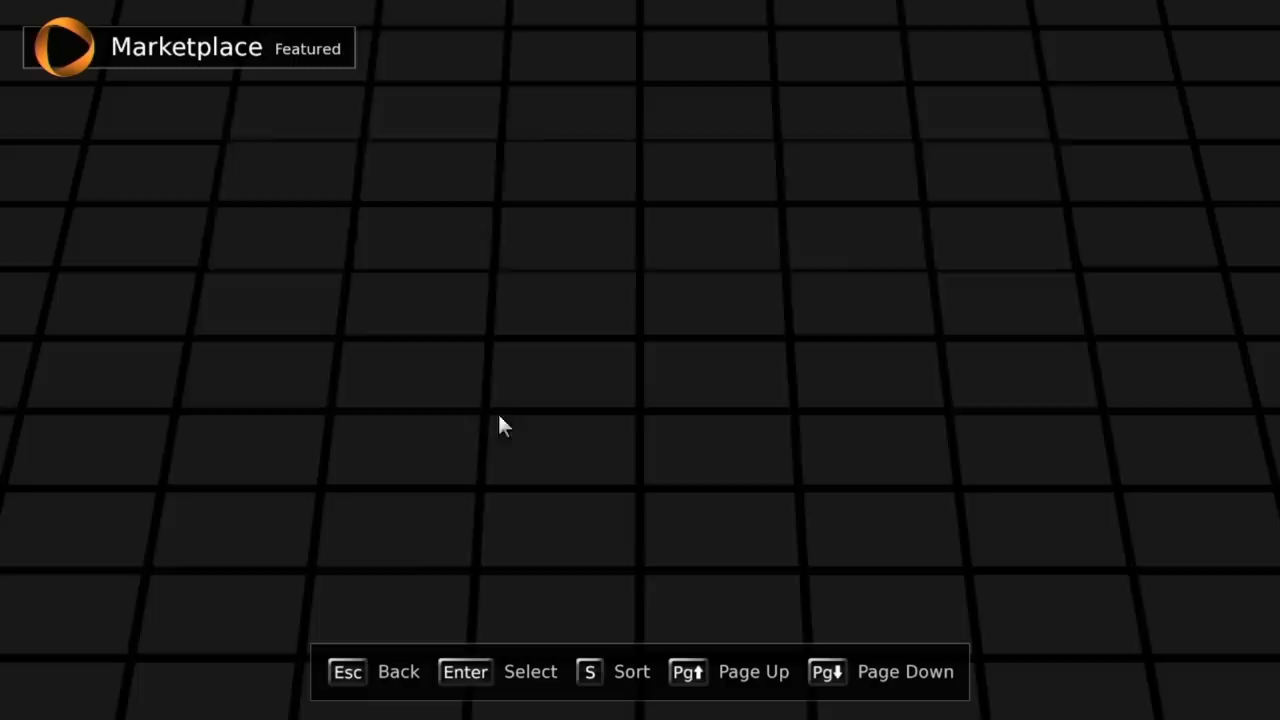 Marketplace Featured
Esc Back Enter Select S Sort Pg⬆ Page Up Pg⬇ Page Down